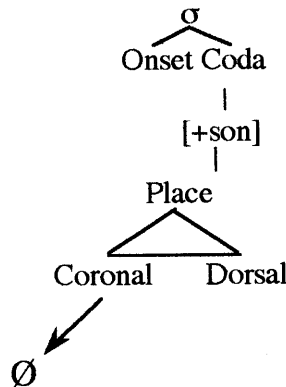 σ
Onset Coda
[+son]
Place
Coronal Dorsal
Ø